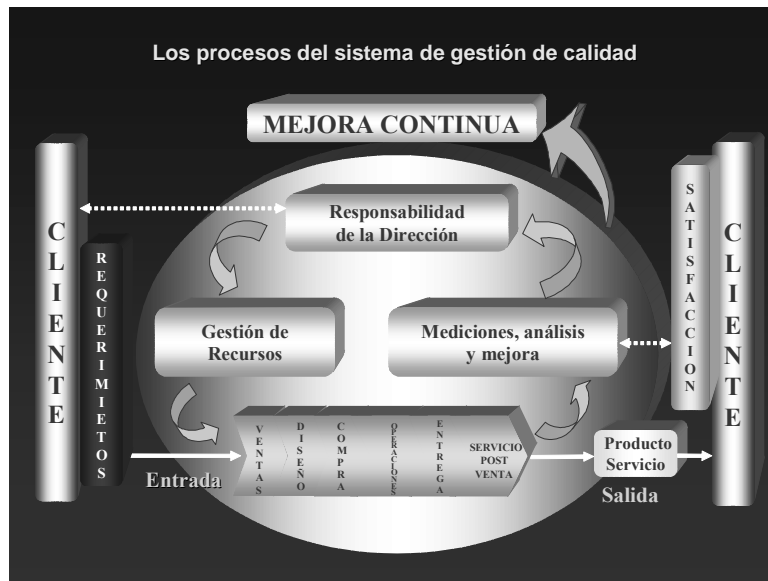 Los procesos del sistema de gestión de calidad
MEJORA CONTINUA
CLIENTE
REQUERIMIETOS
Responsabilidad
de la Dirección
Gestión de
Recursos
Mediciones, análisis
y mejora
SATISFACCION
CLIENTE
Entrada
VENTAS
DISEÑO
COMPRA
OPERACIONES
ENTREGA
SERVICIO
POST
VENTA
Producto
Servicio
Salida